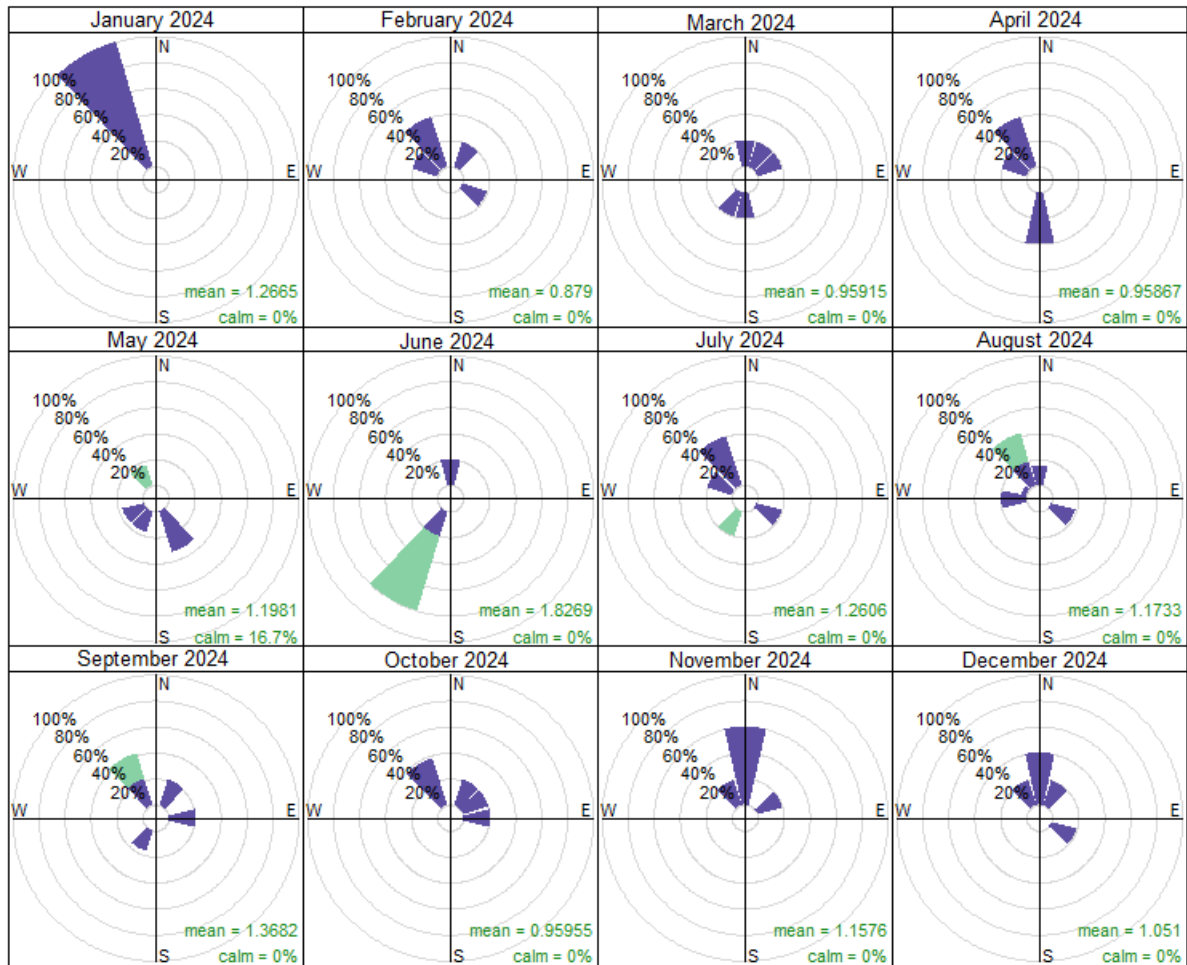 January 2024
N
100%
80%
60%
40%
20%
W
E
mean = 1.2665
S
calm = 0%
February 2024
N
100%
80%
60%
40%
20%
W
E
mean = 0.879
S
calm = 0%
March 2024
N
100%
80%
60%
40%
20%
W
E
mean = 0.95915
S
calm = 0%
April 2024
N
100%
80%
60%
40%
20%
W
E
mean = 0.95867
S
calm = 0%
May 2024
N
100%
80%
60%
40%
20%
W
E
mean = 1.1981
S
calm = 16.7%
June 2024
N
100%
80%
60%
40%
20%
W
E
mean = 1.8269
S
calm = 0%
July 2024
N
100%
80%
60%
40%
20%
W
E
mean = 1.2606
S
calm = 0%
August 2024
N
100%
80%
60%
40%
20%
W
E
mean = 1.1733
S
calm = 0%
September 2024
N
100%
80%
60%
40%
20%
W
E
mean = 1.3682
S
calm = 0%
October 2024
N
100%
80%
60%
40%
20%
W
E
mean = 0.95955
S
calm = 0%
November 2024
N
100%
80%
60%
40%
20%
W
E
mean = 1.1576
S
calm = 0%
December 2024
N
100%
80%
60%
40%
20%
W
E
mean = 1.051
S
calm = 0%